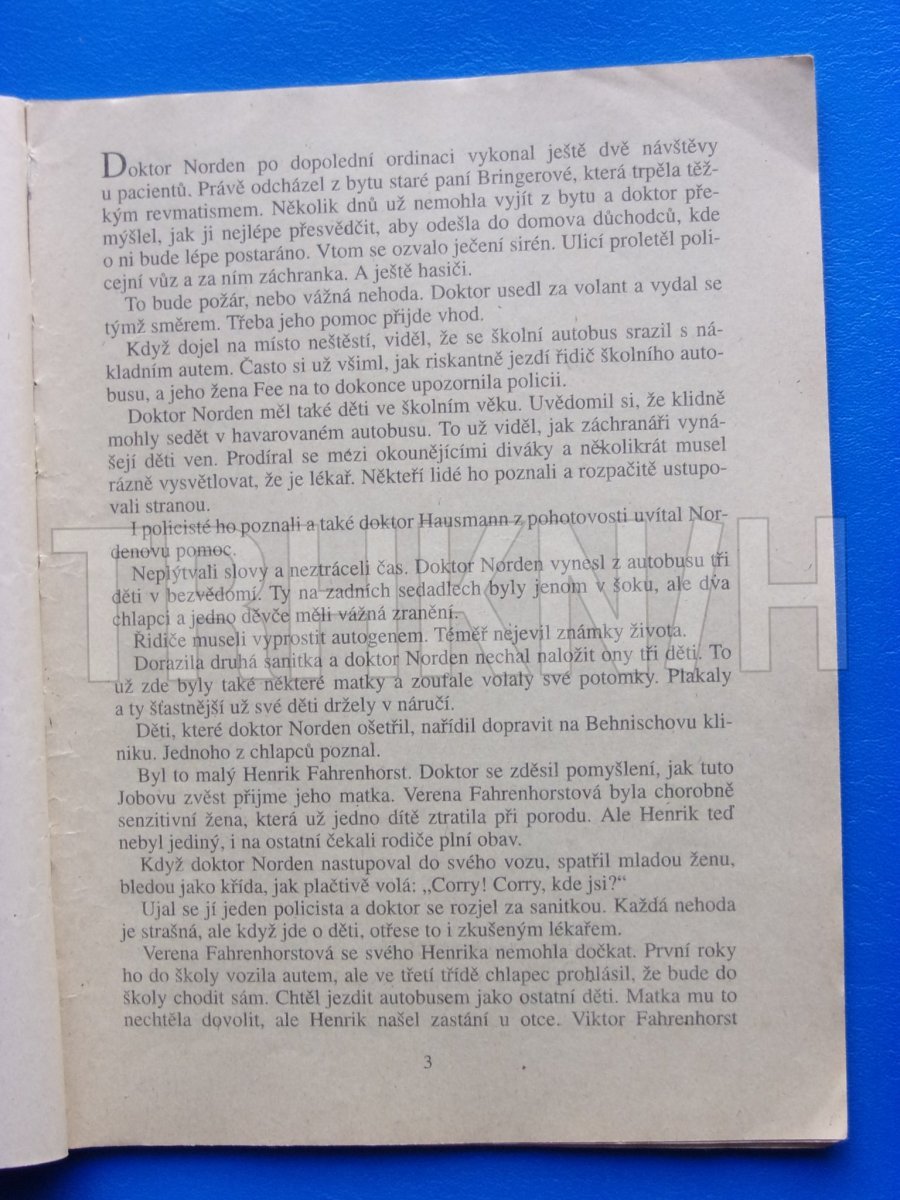 Doktor Norden po dopolední ordinaci vykonal ještě dvě návštěvy
u pacientů. Právě odcházel z bytu staré paní Bringerové, která trpěla těž-
kým revmatismem. Několik dnů už nemohla vyjít z bytu a doktor pře-
mýšlel, jak ji nejlépe přesvědčit, aby odešla do domova důchodců, kde
o ni bude lépe postaráno. Vtom se ozvalo ječení sirén. Ulicí proletěl poli-
cejní vůz a za ním záchranka. A ještě hasiči.
To bude požár, nebo vážná nehoda. Doktor usedl za volant a vydal se
týmž směrem. Třeba jeho pomoc přijde vhod.
Když dojel na místo neštěstí, viděl, že se školní autobus srazil s ná-
kladním autem. Často si už všiml, jak riskantně jezdí řidič školního auto-
busu, a jeho žena Fee na to dokonce upozornila policii.
Doktor Norden měl také děti ve školním věku. Uvědomil si, že klidně
mohly sedět v havarovaném autobusu. To už viděl, jak záchranáři vyná-
šejí děti ven. Prodíral se mezi okounějícími diváky a několikrát musel
rázně vysvětlovat, že je lékař. Někteří lidé ho poznali a rozpačitě ustupo-
vali stranou.
I policisté ho poznali a také doktor Hausmann z pohotovosti uvítal Nor-
denovu pomoc.
Neplýtvali slovy a neztráceli čas. Doktor Norden vynesl z autobusu tři
děti v bezvědomí. Ty na zadních sedadlech byly jenom v šoku, ale dva
chlapci a jedno děvče měli vážná zranění.
Řidiče museli vyprostit autogenem. Téměř nejevil známky života.
Dorazila druhá sanitka a doktor Norden nechal naložit ony tři děti. To
už zde byly také některé matky a zoufale volaly své potomky. Plakaly
a ty šťastnější už své děti držely v náručí.
Děti, které doktor Norden ošetřil, nařídil dopravit na Behnischovu kli-
niku. Jednoho z chlapců poznal.
Byl to malý Henrik Fahrenhorst. Doktor se zděsil pomyšlení, jak tuto
Jobovu zvěst přijme jeho matka. Verena Fahrenhorstová byla chorobně
senzitivní žena, která už jedno dítě ztratila při porodu. Ale Henrik teď
nebyl jediný, i na ostatní čekali rodiče plní obav.
Když doktor Norden nastupoval do svého vozu, spatřil mladou ženu,
bledou jako křída, jak plačtivě volá: „Corry! Corry, kde jsi?“
Ujal se jí jeden policista a doktor se rozjel za sanitkou. Každá nehoda
je strašná, ale když jde o děti, otřese to i zkušeným lékařem.
Verena Fahrenhorstová se svého Henrika nemohla dočkat. První roky
ho do školy vozila autem, ale ve třetí třídě chlapec prohlásil, že bude do
školy chodit sám. Chtěl jezdit autobusem jako ostatní děti. Matka mu to
nechtěla dovolit, ale Henrik našel zastání u otce. Viktor Fahrenhorst
3